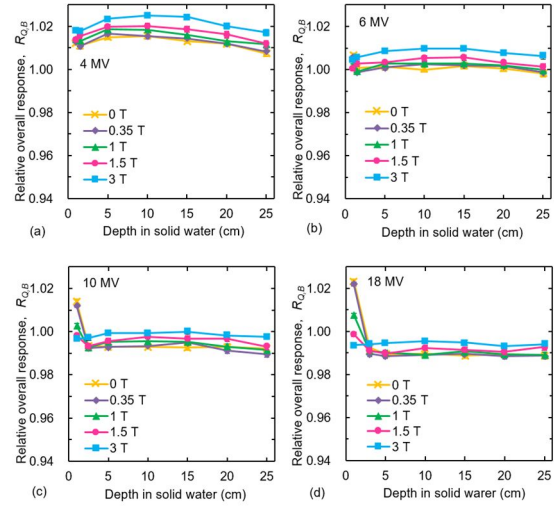 Relative overall response, R_Q,B
1.02
1.00
0.98
0.96
0.94
4 MV
0 T
0.35 T
1 T
1.5 T
3 T
0 5 10 15 20 25
(a) Depth in solid water (cm)
Relative overall response, R_Q,B
1.02
1.00
0.98
0.96
0.94
6 MV
0 T
0.35 T
1 T
1.5 T
3 T
0 5 10 15 20 25
(b) Depth in solid water (cm)
Relative overall response, R_Q,B
1.02
1.00
0.98
0.96
0.94
10 MV
0 T
0.35 T
1 T
1.5 T
3 T
0 5 10 15 20 25
(c) Depth in solid water (cm)
Relative overall response, R_Q,B
1.02
1.00
0.98
0.96
0.94
18 MV
0 T
0.35 T
1 T
1.5 T
3 T
0 5 10 15 20 25
(d) Depth in solid warer (cm)